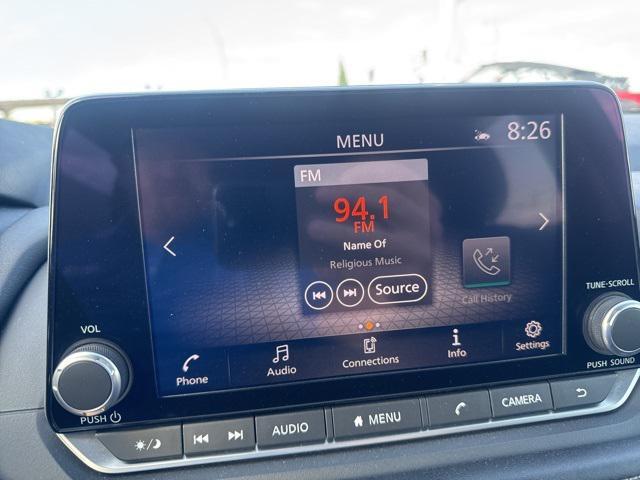 MENU
8:26
FM
94.1
FM
Name Of
Religious Music
Source
Call History
Phone
Audio
Connections
Info
Settings
VOL
PUSH
TUNE·SCROLL
PUSH SOUND
AUDIO
MENU
CAMERA